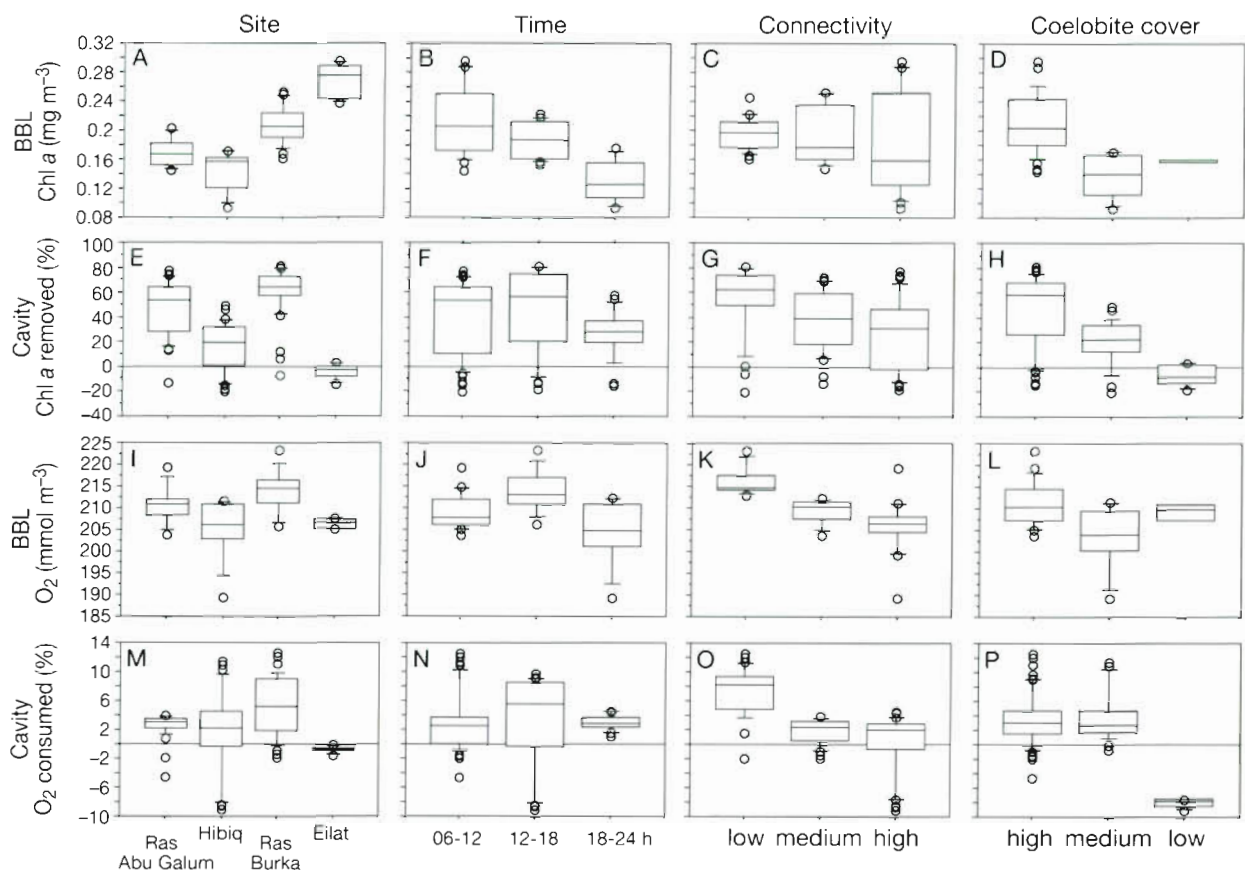 Site
Time
Connectivity
Coelobite cover
BBL
Chl a (mg m−3)
0.32
0.28
0.24
0.2
0.16
0.12
0.08
A
B
C
D
Cavity
Chl a removed (%)
100
80
60
40
20
0
−20
−40
E
F
G
H
BBL
O2 (mmol m−3)
225
220
215
210
205
200
195
190
185
I
J
K
L
Cavity
O2 consumed (%)
14
10
6
2
−2
−6
−10
M
N
O
P
Ras
Abu Galum
Hibiq
Ras
Burka
Eilat
06-12
12-18
18-24 h
low
medium
high
high
medium
low